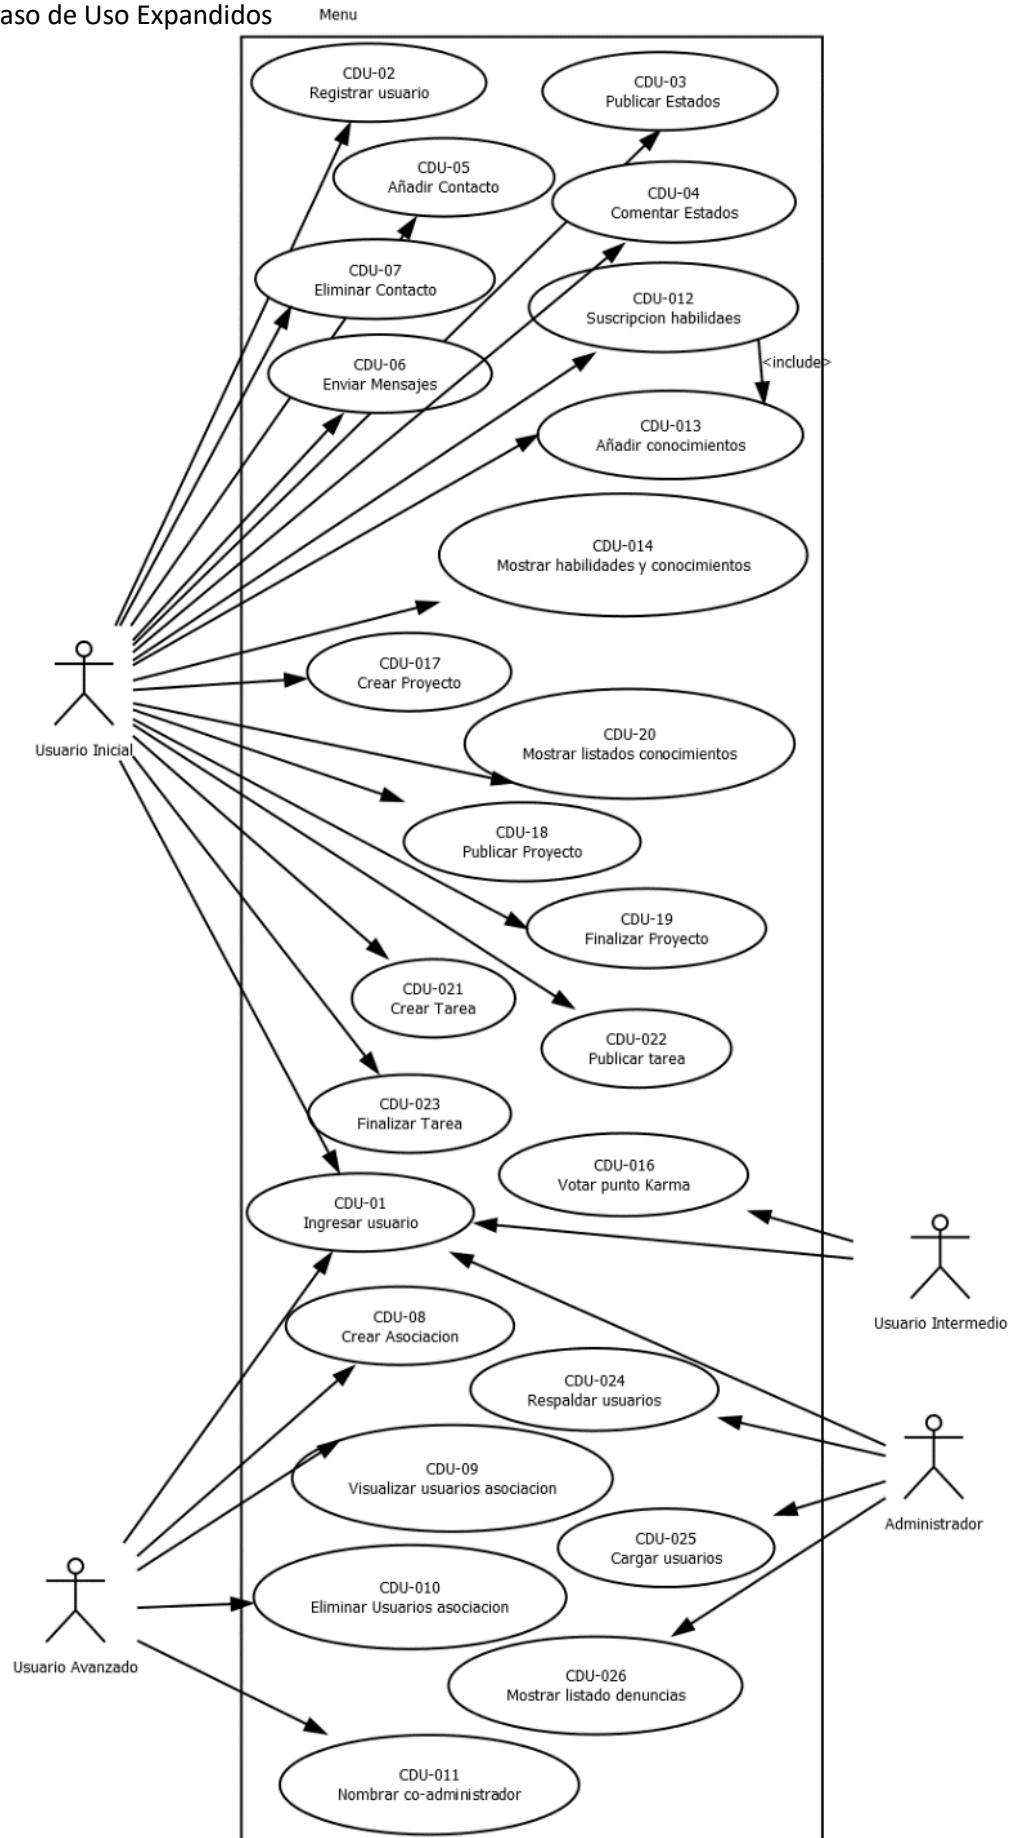 aso de Uso Expandidos
Menu
CDU-02
Registrar usuario
CDU-03
Publicar Estados
CDU-05
Añadir Contacto
CDU-04
Comentar Estados
CDU-07
Eliminar Contacto
CDU-012
Suscripcion habilidaes
<include>
CDU-06
Enviar Mensajes
CDU-013
Añadir conocimientos
CDU-014
Mostrar habilidades y conocimientos
CDU-017
Crear Proyecto
Usuario Inicial
CDU-20
Mostrar listados conocimientos
CDU-18
Publicar Proyecto
CDU-19
Finalizar Proyecto
CDU-021
Crear Tarea
CDU-022
Publicar tarea
CDU-023
Finalizar Tarea
CDU-016
Votar punto Karma
CDU-01
Ingresar usuario
Usuario Intermedio
CDU-08
Crear Asociacion
CDU-024
Respaldar usuarios
CDU-09
Visualizar usuarios asociacion
Administrador
CDU-025
Cargar usuarios
CDU-010
Eliminar Usuarios asociacion
Usuario Avanzado
CDU-026
Mostrar listado denuncias
CDU-011
Nombrar co-administrador